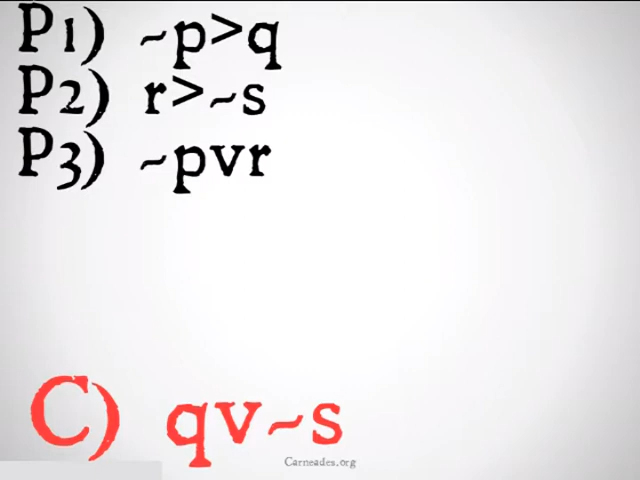 P1) ~p>q
P2) r>~s
P3) ~pvr
C) qv~s
Carneades.org